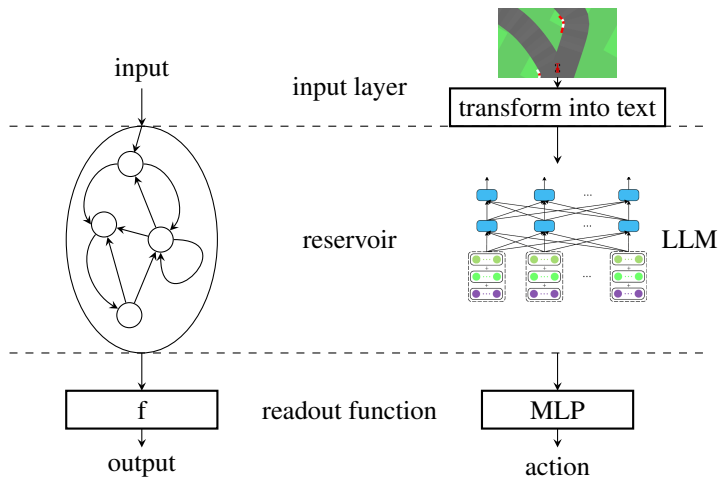 input
input layer
transform into text
reservoir
LLM
f
readout function
MLP
output
action